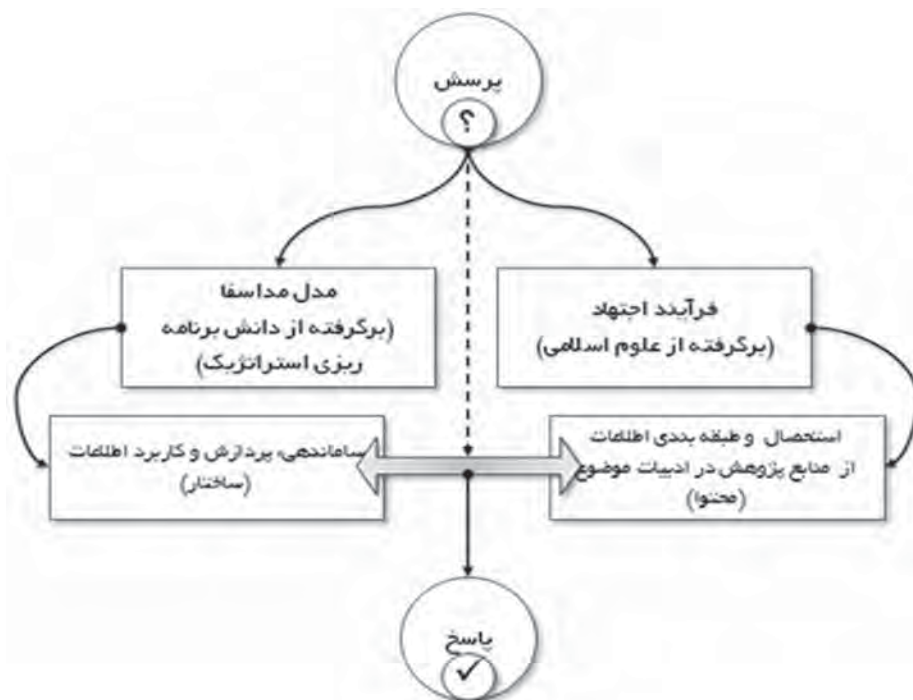 پرسش
؟
فرآیند اجتهاد
(برگرفته از علوم اسلامی)
مدل مداسفا
(برگرفته از دانش برنامه
ریزی استراتژیک)
استحصال و طبقه بندی اطلاعات
از منابع پژوهش در ادبیات موضوع
(محتوا)
ساماندهی، پردازش و کاربرد اطلاعات
(ساختار)
پاسخ
✓